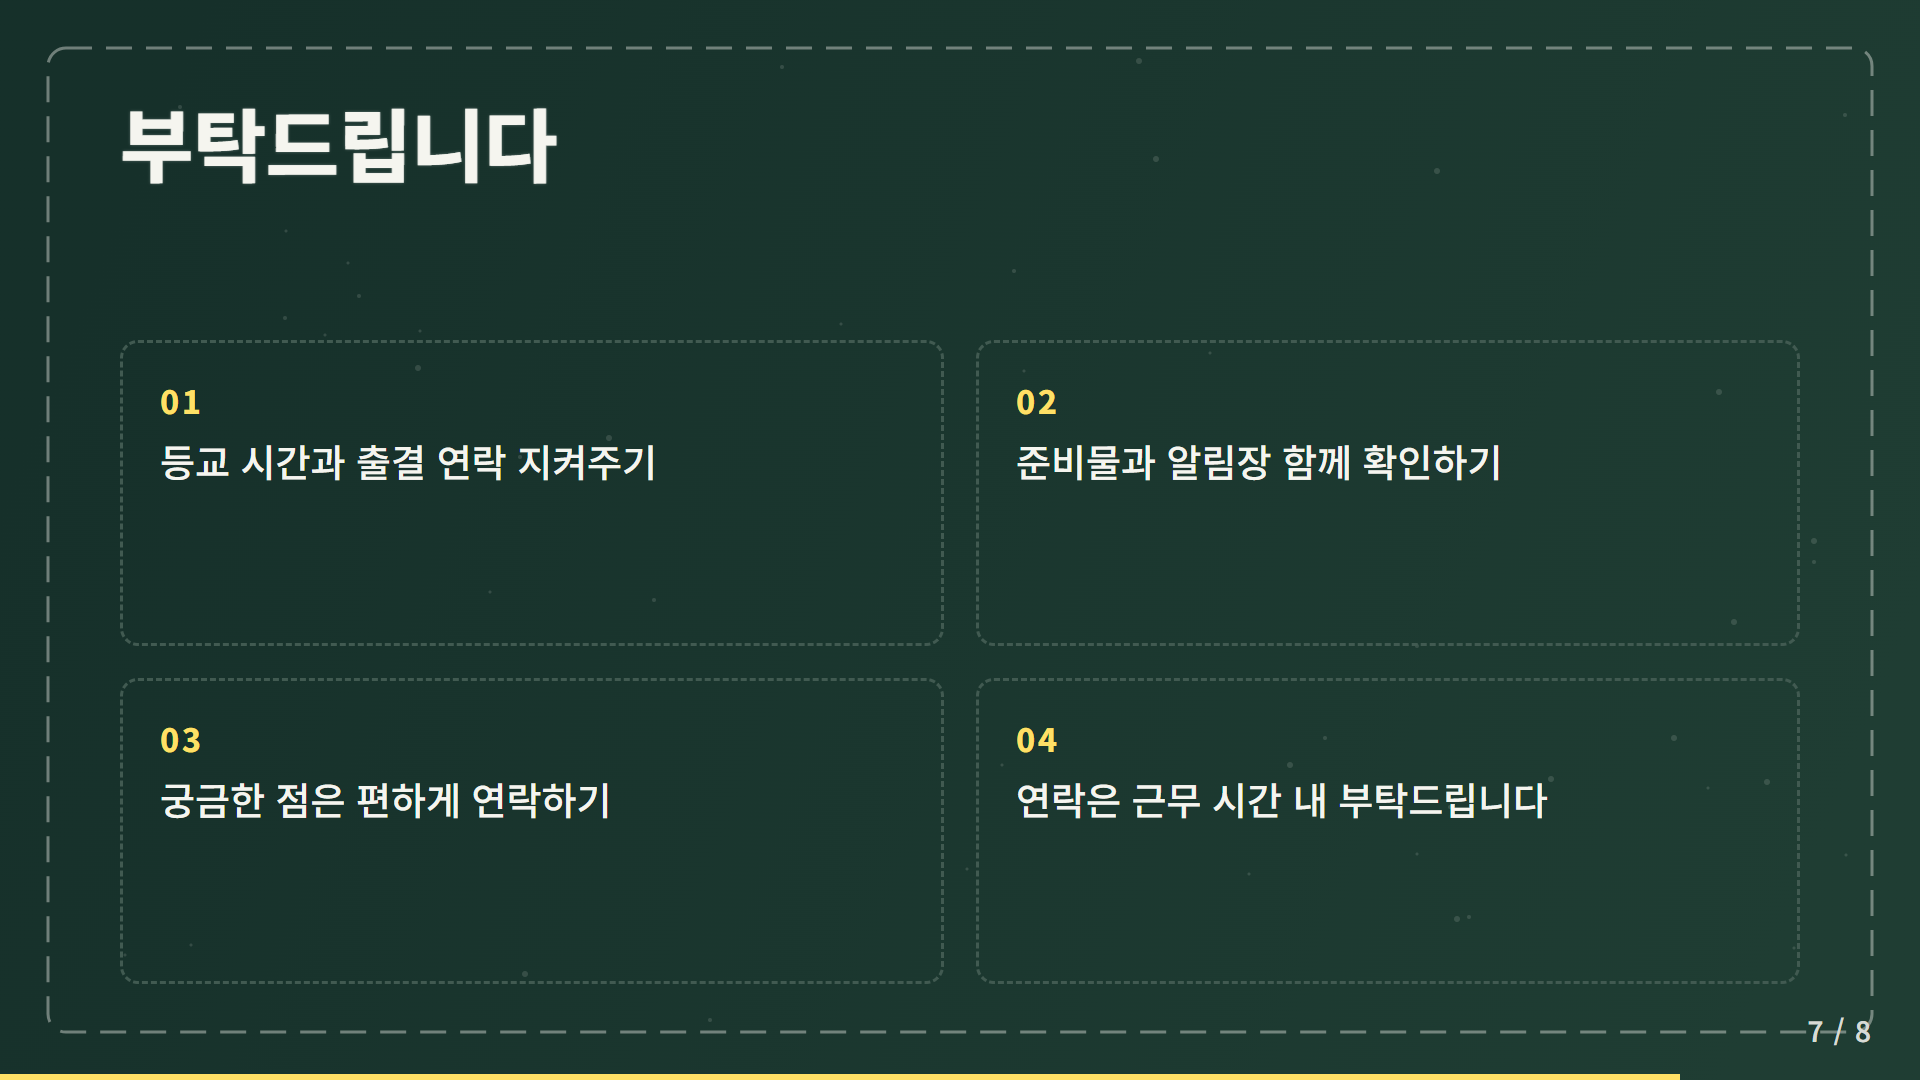 부탁드립니다
01
등교 시간과 출결 연락 지켜주기
02
준비물과 알림장 함께 확인하기
03
궁금한 점은 편하게 연락하기
04
연락은 근무 시간 내 부탁드립니다
7 / 8